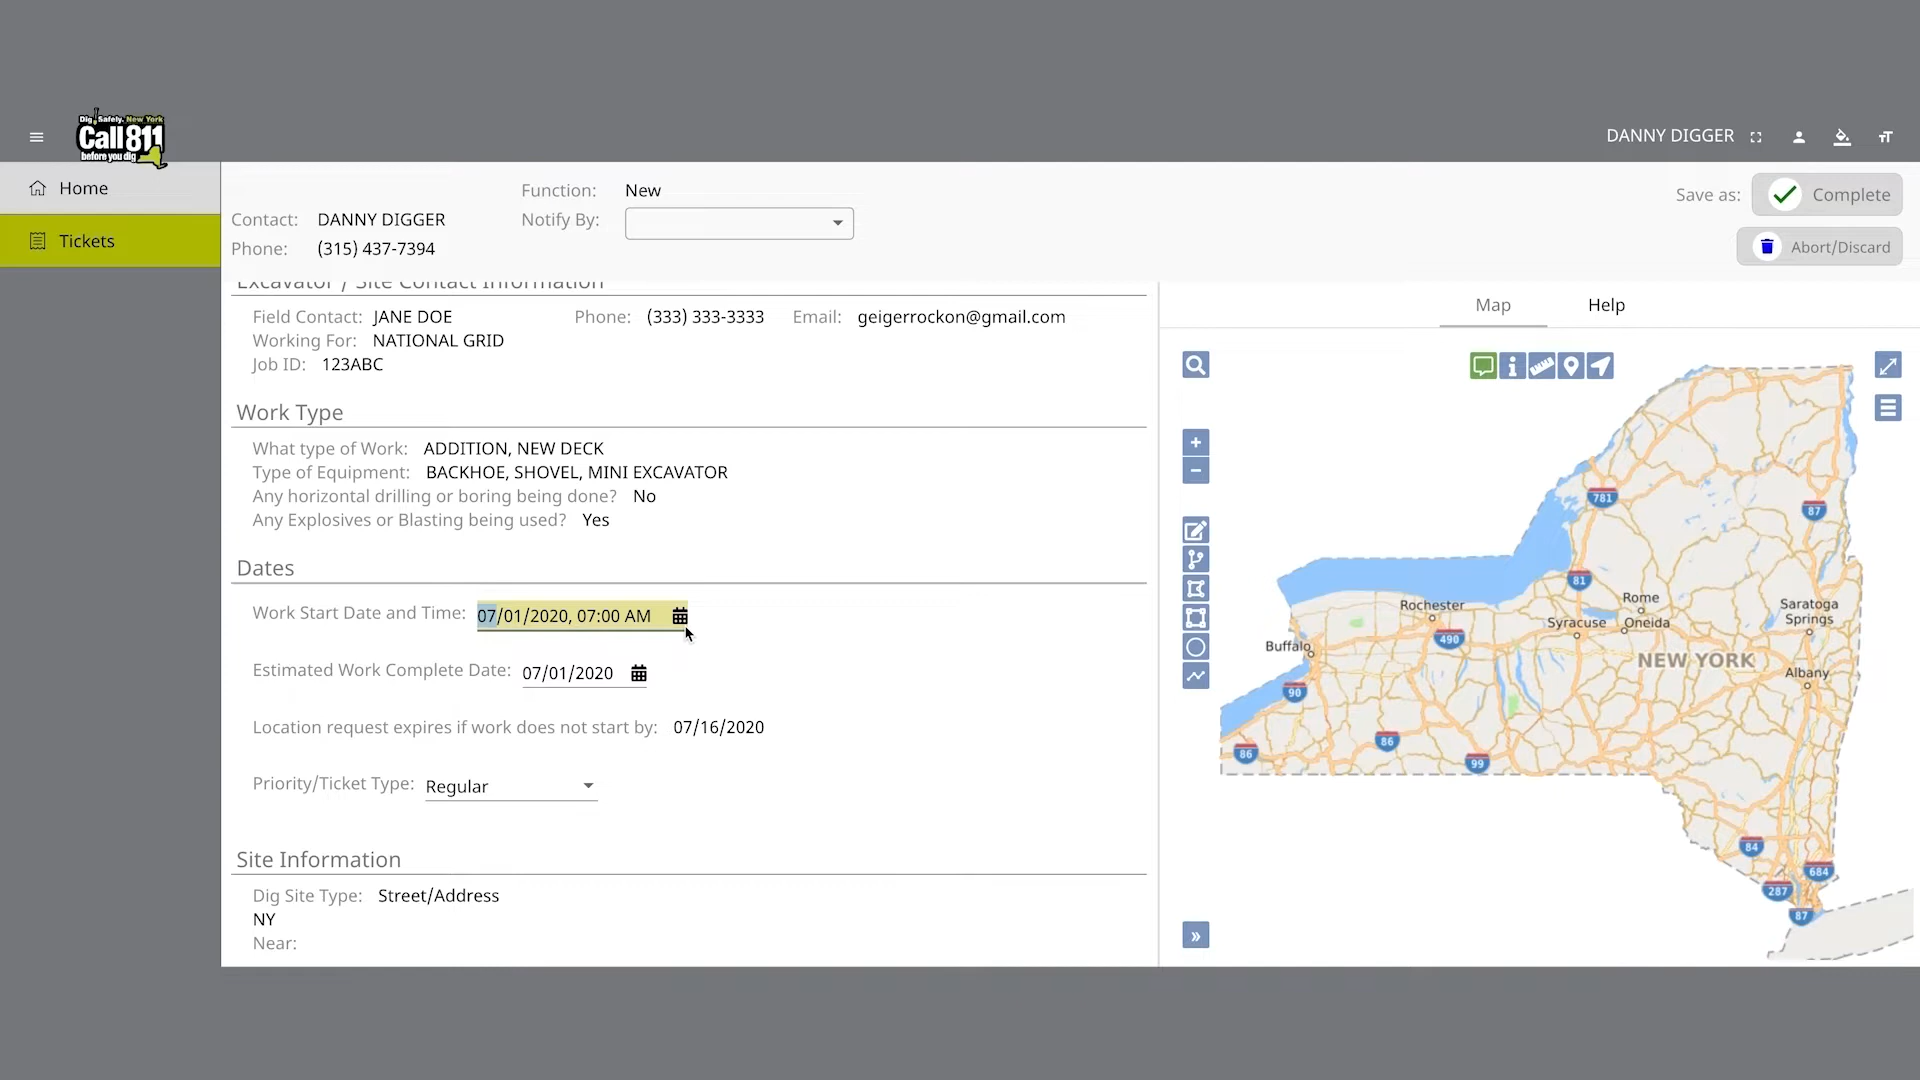 Dig Safely. New York
Call 811
before you dig
DANNY DIGGER
Home
Tickets
Function: New
Contact: DANNY DIGGER
Notify By:
Phone: (315) 437-7394
Save as: Complete
Abort/Discard
Excavator / Site Contact Information
Field Contact: JANE DOE Phone: (333) 333-3333 Email: geigerrockon@gmail.com
Working For: NATIONAL GRID
Job ID: 123ABC
Work Type
What type of Work: ADDITION, NEW DECK
Type of Equipment: BACKHOE, SHOVEL, MINI EXCAVATOR
Any horizontal drilling or boring being done? No
Any Explosives or Blasting being used? Yes
Dates
Work Start Date and Time: 07/01/2020, 07:00 AM
Estimated Work Complete Date: 07/01/2020
Location request expires if work does not start by: 07/16/2020
Priority/Ticket Type: Regular
Site Information
Dig Site Type: Street/Address
NY
Near:
Map Help
781
87
81
Rochester
Rome
Saratoga
Springs
Syracuse
Oneida
490
Buffalo
NEW YORK
Albany
90
86
86
99
84
684
287
87